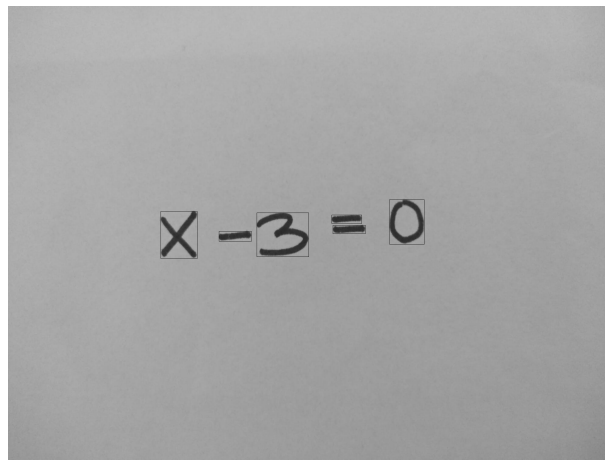 x - 3 = 0